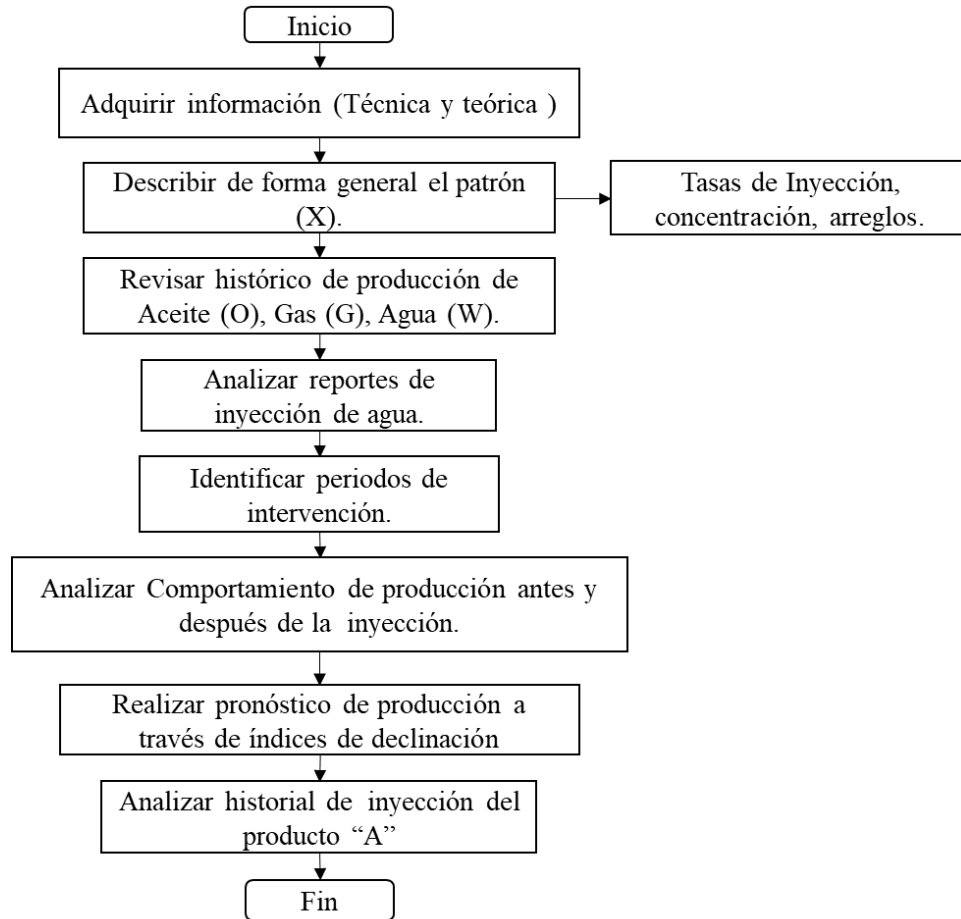 Inicio
Adquirir información (Técnica y teórica )
Describir de forma general el patrón
(X).
Tasas de Inyección,
concentración, arreglos.
Revisar histórico de producción de
Aceite (O), Gas (G), Agua (W).
Analizar reportes de
inyección de agua.
Identificar periodos de
intervención.
Analizar Comportamiento de producción antes y
después de la inyección.
Realizar pronóstico de producción a
través de índices de declinación
Analizar historial de inyección del
producto “A”
Fin